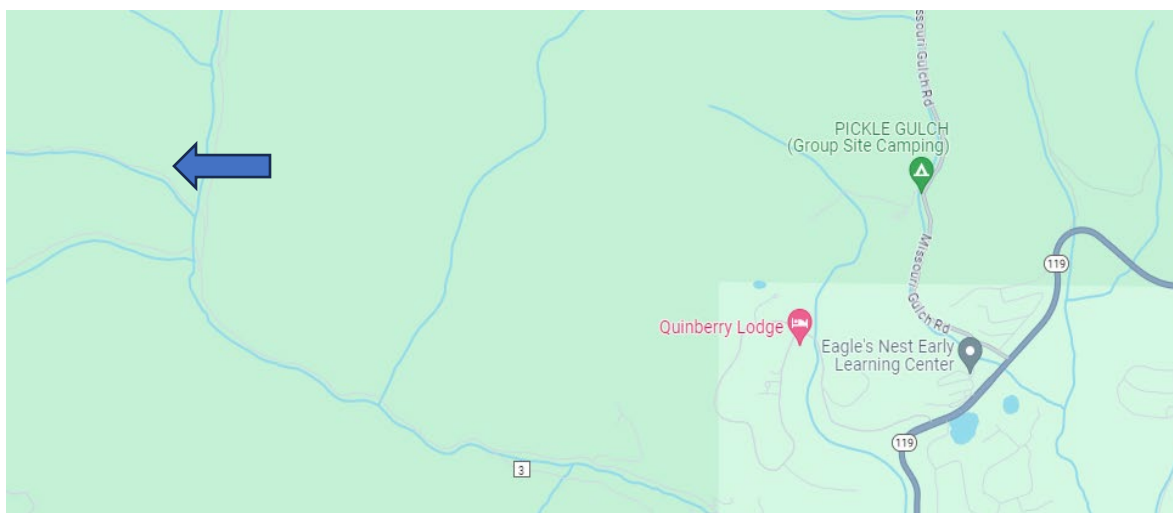 ssouri Gulch Rd
PICKLE GULCH
(Group Site Camping)
Missouri Gulch Rd
119
Quinberry Lodge
Eagle's Nest Early
Learning Center
119
3